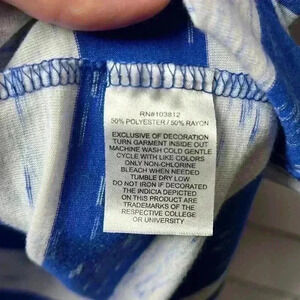 RN#103812
50% POLYESTER / 50% RAYON
EXCLUSIVE OF DECORATION
TURN GARMENT INSIDE OUT
MACHINE WASH COLD GENTLE
CYCLE WITH LIKE COLORS
ONLY NON-CHLORINE
BLEACH WHEN NEEDED
TUMBLE DRY LOW
DO NOT IRON IF DECORATED
THE INDICIA DEPICTED
ON THIS PRODUCT ARE
TRADEMARKS OF THE
RESPECTIVE COLLEGE
OR UNIVERSITY